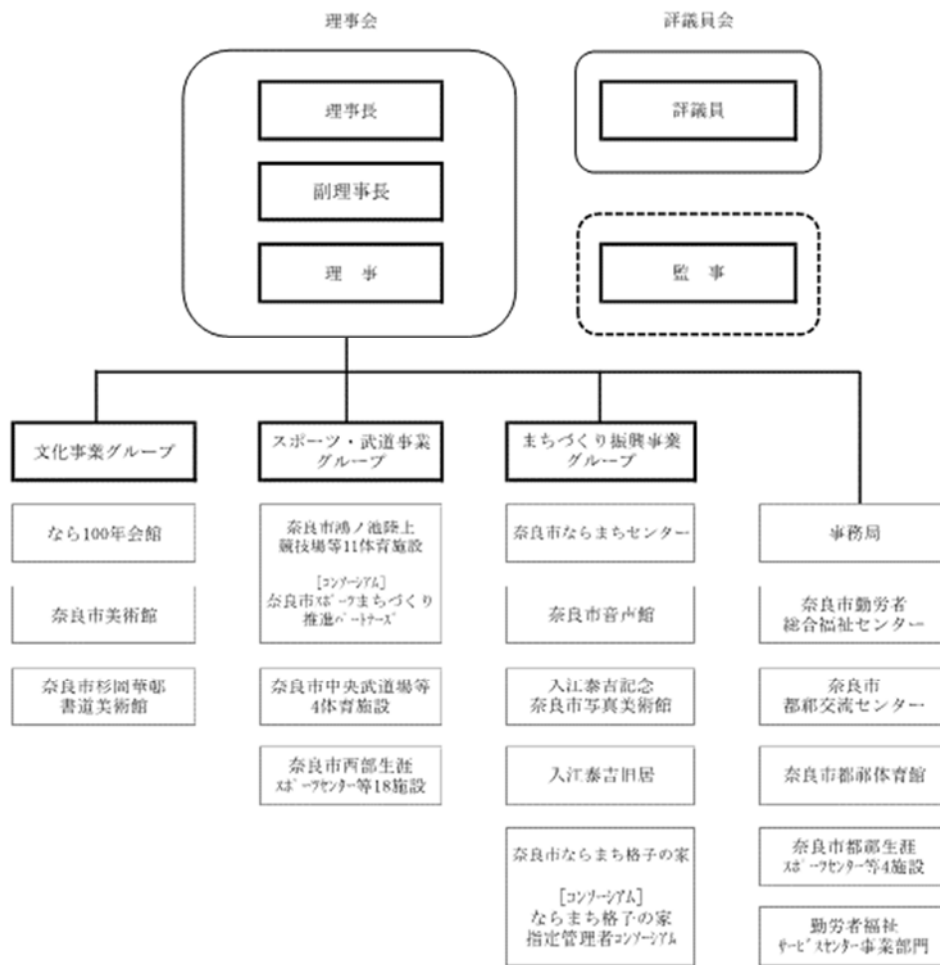 理事会
評議員会
理事長
評議員
副理事長
理　事
監　事
文化事業グループ
スポーツ・武道事業
グループ
まちづくり振興事業
グループ
なら100年会館
奈良市美術館
奈良市杉岡華邨
書道美術館
奈良市鴻ノ池陸上
競技場等11体育施設
[コンソーシアム]
奈良市スポーツまちづくり
推進パートナーズ
奈良市中央武道場等
4体育施設
奈良市西部生涯
スポーツセンター等18施設
奈良市ならまちセンター
奈良市音声館
入江泰吉記念
奈良市写真美術館
入江泰吉旧居
奈良市ならまち格子の家
[コンソーシアム]
ならまち格子の家
指定管理者コンソーシアム
事務局
奈良市勤労者
総合福祉センター
奈良市
都祁交流センター
奈良市都祁体育館
奈良市都祁生涯
スポーツセンター等4施設
勤労者福祉
サービスセンター事業部門